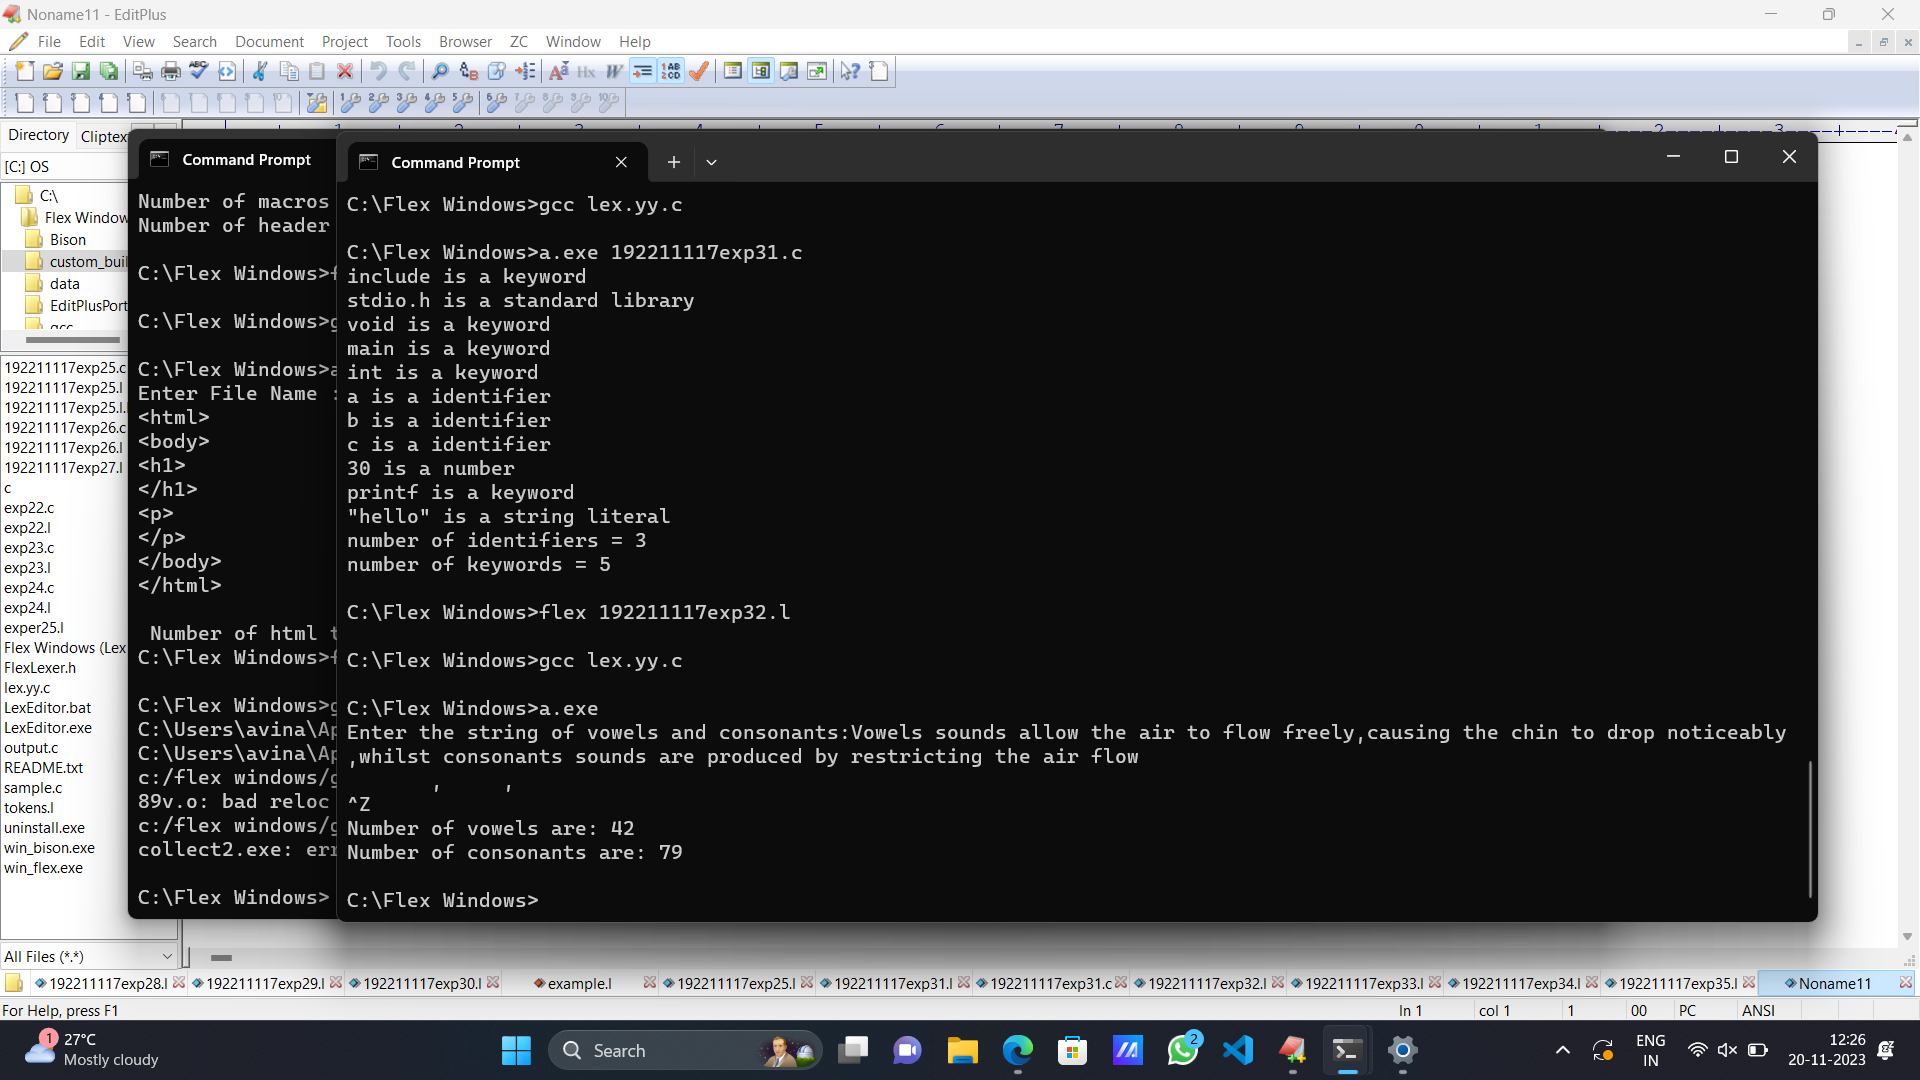 Noname11 - EditPlus
File Edit View Search Document Project Tools Browser ZC Window Help
Directory Cliptex
[C:] OS
C:\
Flex Window
Bison
custom_buil
data
EditPlusPort
gcc
192211117exp25.c
192211117exp25.l
192211117exp25.l.
192211117exp26.c
192211117exp26.l
192211117exp27.l
c
exp22.c
exp22.l
exp23.c
exp23.l
exp24.c
exp24.l
exper25.l
Flex Windows (Lex
FlexLexer.h
lex.yy.c
LexEditor.bat
LexEditor.exe
output.c
README.txt
sample.c
tokens.l
uninstall.exe
win_bison.exe
win_flex.exe
All Files (*.*)
Command Prompt
Number of macros
Number of header
C:\Flex Windows>f
C:\Flex Windows>g
C:\Flex Windows>a
Enter File Name :
<html>
<body>
<h1>
</h1>
<p>
</p>
</body>
</html>
Number of html t
C:\Flex Windows>f
C:\Flex Windows>g
C:\Users\avina\Ap
C:\Users\avina\Ap
c:/flex windows/g
89v.o: bad reloc
c:/flex windows/g
collect2.exe: err
C:\Flex Windows>
Command Prompt
C:\Flex Windows>gcc lex.yy.c
C:\Flex Windows>a.exe 192211117exp31.c
include is a keyword
stdio.h is a standard library
void is a keyword
main is a keyword
int is a keyword
a is a identifier
b is a identifier
c is a identifier
30 is a number
printf is a keyword
"hello" is a string literal
number of identifiers = 3
number of keywords = 5
C:\Flex Windows>flex 192211117exp32.l
C:\Flex Windows>gcc lex.yy.c
C:\Flex Windows>a.exe
Enter the string of vowels and consonants:Vowels sounds allow the air to flow freely,causing the chin to drop noticeably
,whilst consonants sounds are produced by restricting the air flow
, ,
^Z
Number of vowels are: 42
Number of consonants are: 79
C:\Flex Windows>
192211117exp28.l 192211117exp29.l 192211117exp30.l example.l 192211117exp25.l 192211117exp31.l 192211117exp31.c 192211117exp32.l 192211117exp33.l 192211117exp34.l 192211117exp35.l Noname11
For Help, press F1 ln 1 col 1 1 00 PC ANSI
1 27°C
Mostly cloudy
Search
2
ENG
IN
12:26
20-11-2023